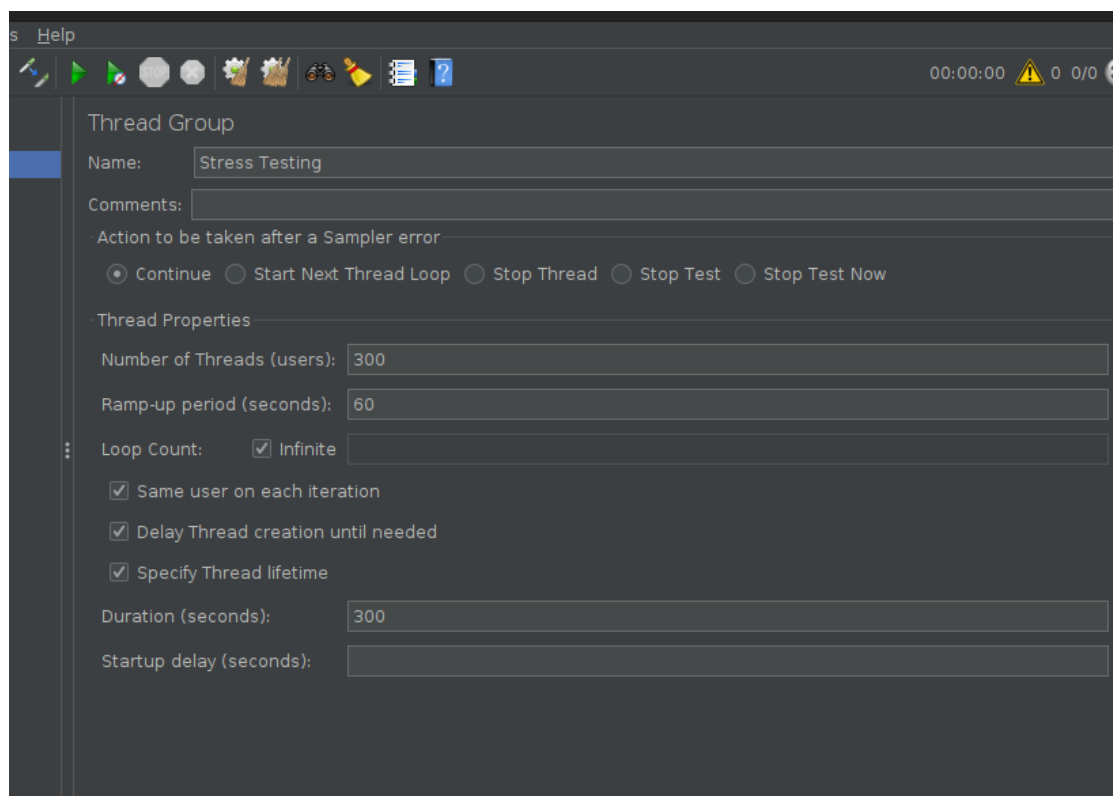 s Help
STOP
00:00:00 0 0/0
Thread Group
Name: Stress Testing
Comments:
Action to be taken after a Sampler error
Continue Start Next Thread Loop Stop Thread Stop Test Stop Test Now
Thread Properties
Number of Threads (users): 300
Ramp-up period (seconds): 60
Loop Count: Infinite
Same user on each iteration
Delay Thread creation until needed
Specify Thread lifetime
Duration (seconds): 300
Startup delay (seconds):